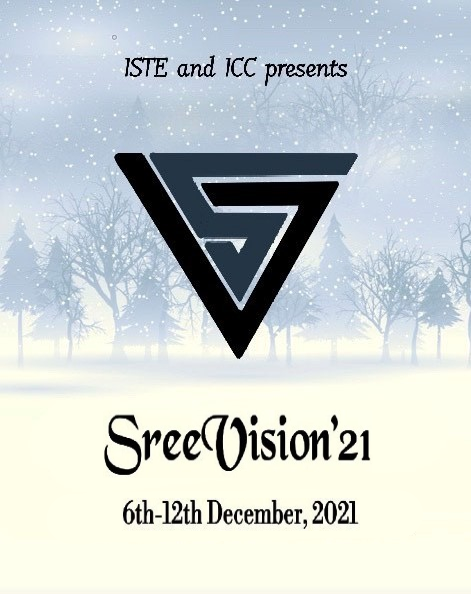 ISTE and ICC presents
SreeVision'21
6th-12th December, 2021